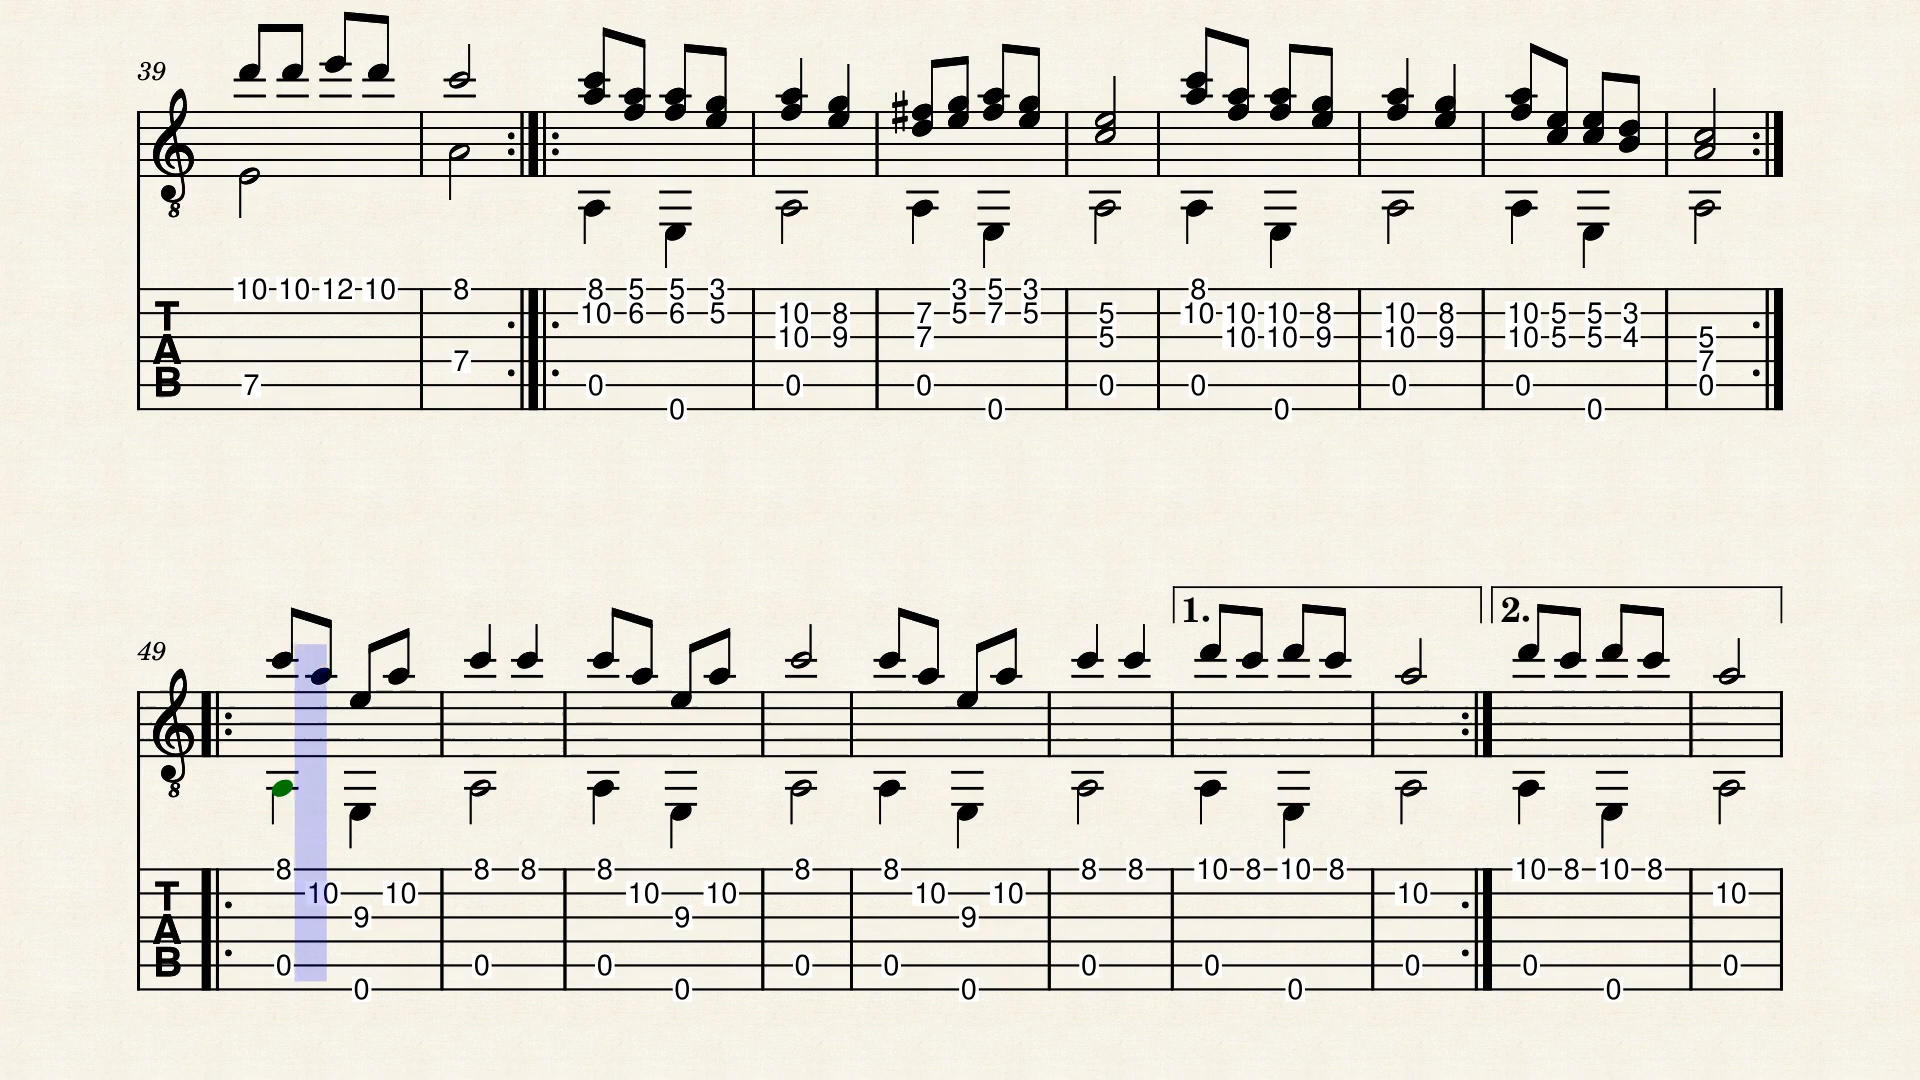 39
8
10 10 12 10 8 8 5 5 3 3 5 3 8
T 10 6 6 5 10 8 7 5 7 5 5 10 10 10 8 10 8 10 5 5 3
10 9 7 5 10 10 9 10 9 10 5 5 4 5
A 7 7
B 7 0 0 0 0 0 0 0 0
0 0 0 0
1. 2.
49
8
8 8 8 8 8 8 8 8 10 8 10 8 10 8 10 8
T 10 10 10 10 10 10 10 10
9 9 9
A
B 0 0 0 0 0 0 0 0 0 0
0 0 0 0 0